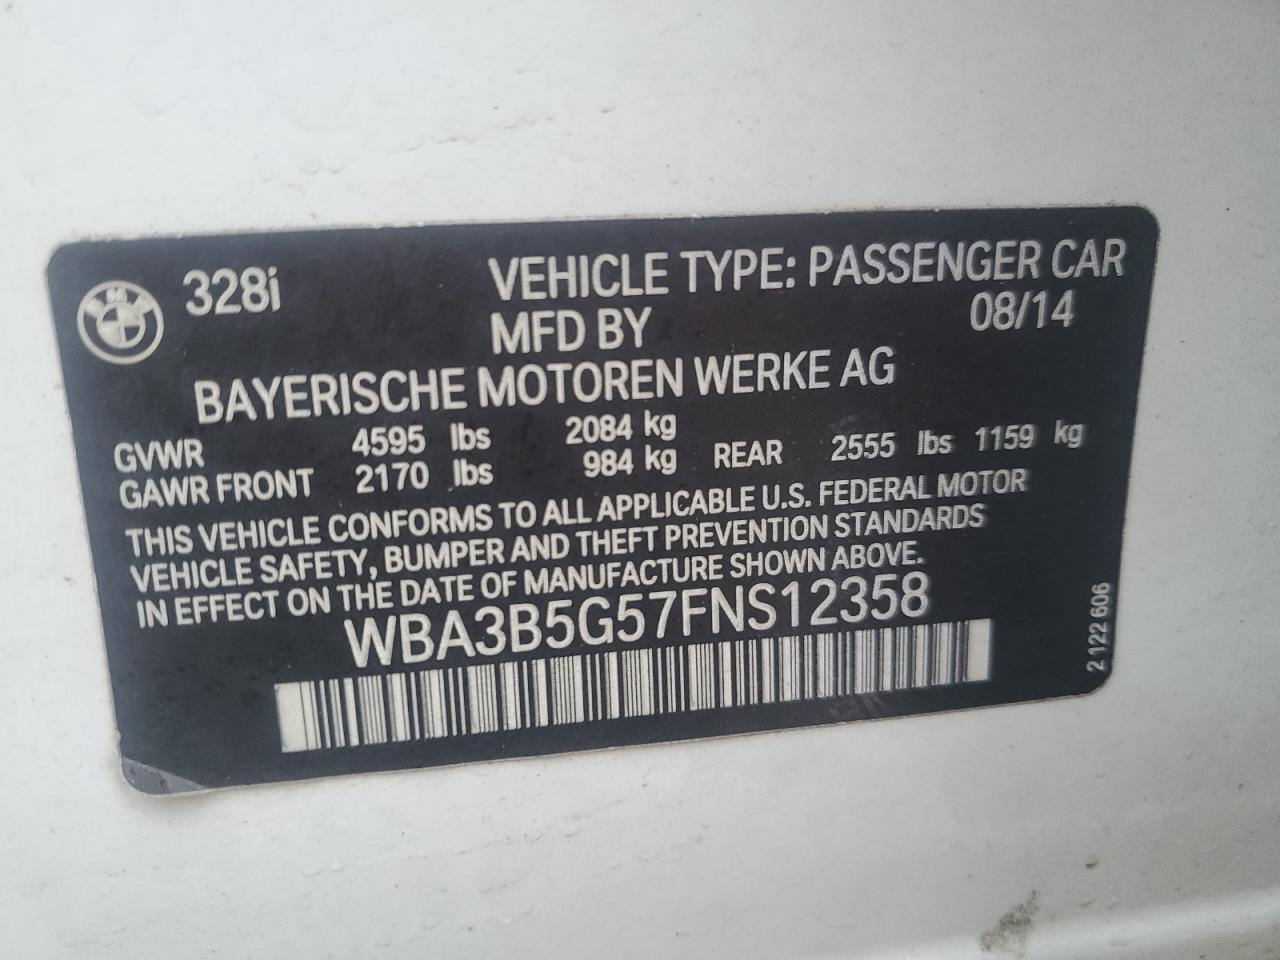 BMW
328i VEHICLE TYPE: PASSENGER CAR
MFD BY 08/14
BAYERISCHE MOTOREN WERKE AG
GVWR 4595 lbs 2084 kg
GAWR FRONT 2170 lbs 984 kg REAR 2555 lbs 1159 kg
THIS VEHICLE CONFORMS TO ALL APPLICABLE U.S. FEDERAL MOTOR
VEHICLE SAFETY, BUMPER AND THEFT PREVENTION STANDARDS
IN EFFECT ON THE DATE OF MANUFACTURE SHOWN ABOVE.
WBA3B5G57FNS12358
2 122 606